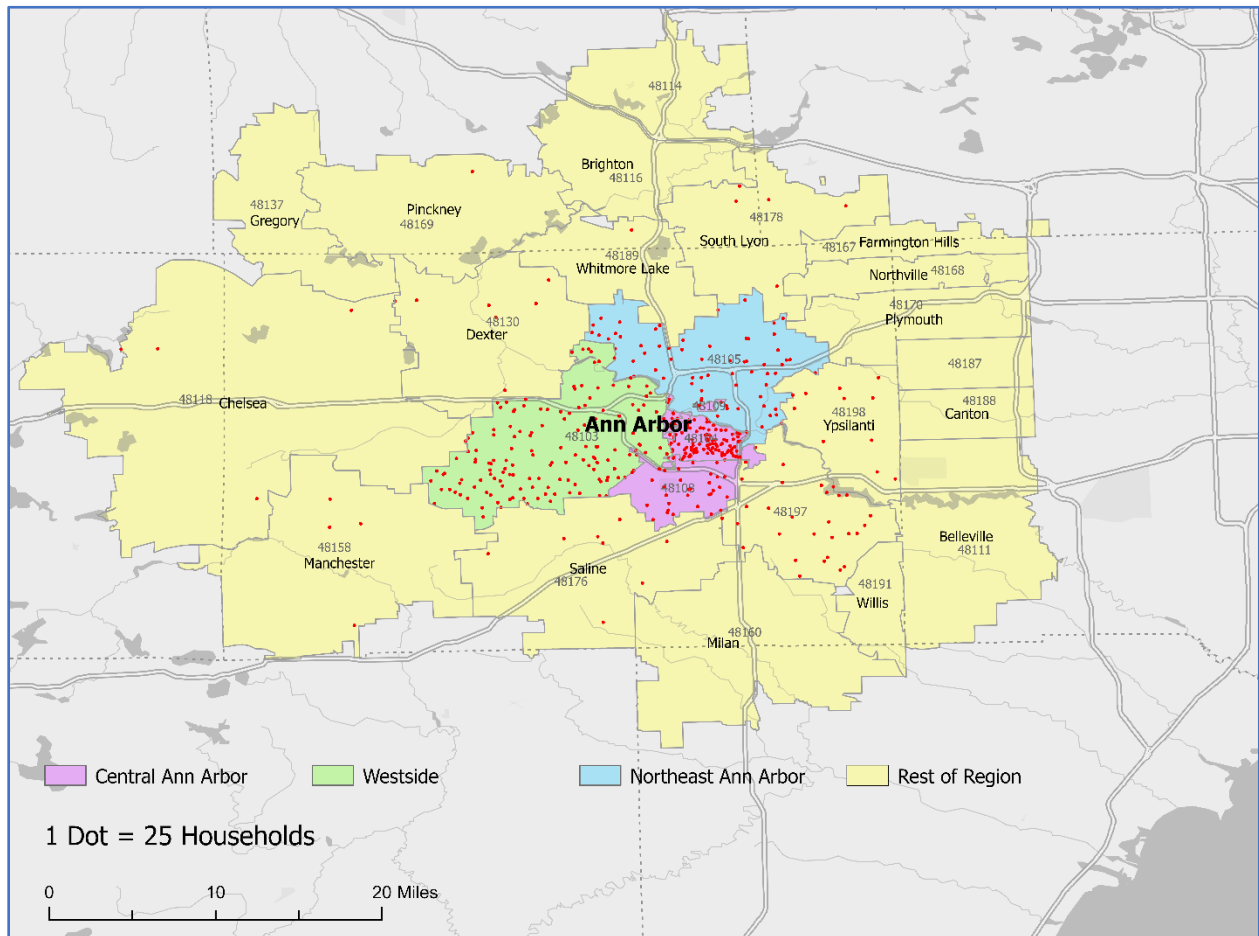 48114
Brighton
48116
48137
Gregory
Pinckney
48169
48178
South Lyon
48167
Farmington Hills
48189
Whitmore Lake
Northville
48168
48170
Plymouth
48130
Dexter
48105
48187
48118
Chelsea
48109
48188
Canton
48198
Ypsilanti
Ann Arbor
48103
48108
48197
48158
Manchester
Belleville
48111
Saline
48176
48191
Willis
Milan
48160
Central Ann Arbor
Westside
Northeast Ann Arbor
Rest of Region
1 Dot = 25 Households
0
10
20 Miles